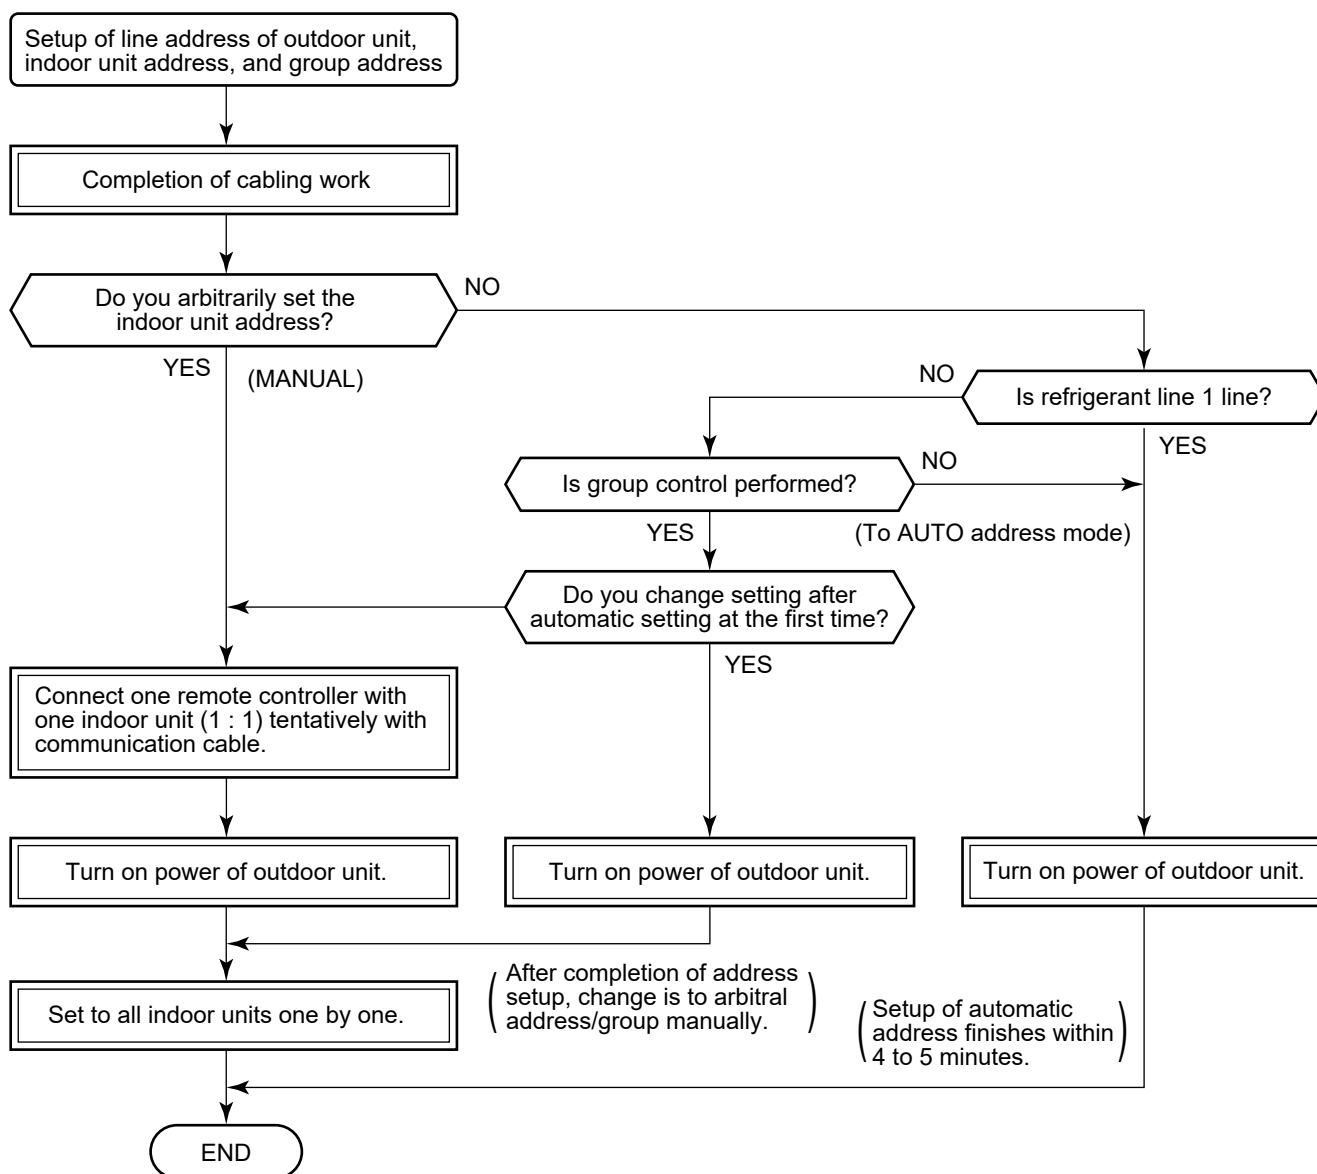 Setup of line address of outdoor unit,
indoor unit address, and group address
Completion of cabling work
Do you arbitrarily set the
indoor unit address?
NO
YES
(MANUAL)
NO
Is refrigerant line 1 line?
YES
Is group control performed?
NO
YES
(To AUTO address mode)
Do you change setting after
automatic setting at the first time?
YES
Connect one remote controller with
one indoor unit (1 : 1) tentatively with
communication cable.
Turn on power of outdoor unit.
Turn on power of outdoor unit.
Turn on power of outdoor unit.
(After completion of address
setup, change is to arbitral
address/group manually.)
Set to all indoor units one by one.
(Setup of automatic
address finishes within
4 to 5 minutes.)
END